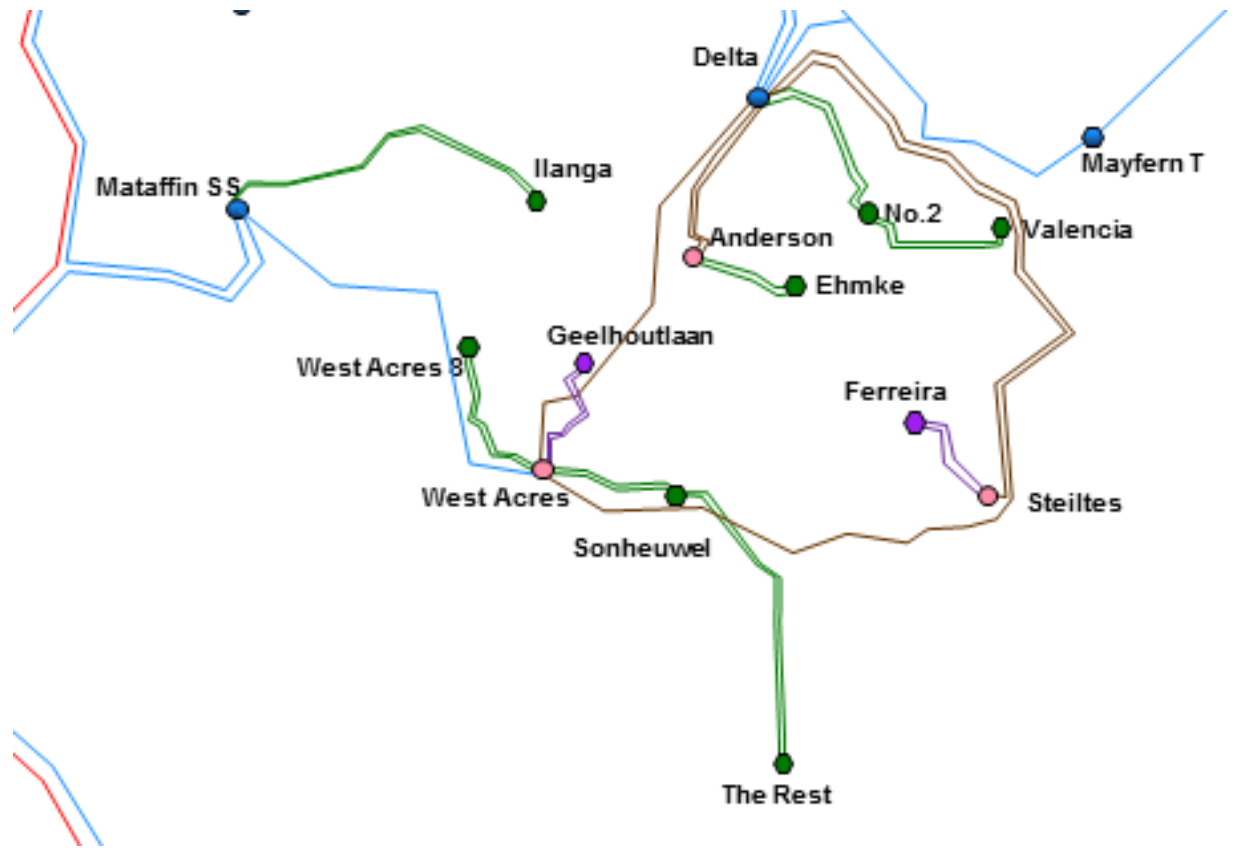 Delta
Ilanga
Mayfern T
Mataffin SS
No.2
Valencia
Anderson
Ehmke
Geelhoutlaan
West Acres 8
Ferreira
West Acres
Steiltes
Sonheuwel
The Rest